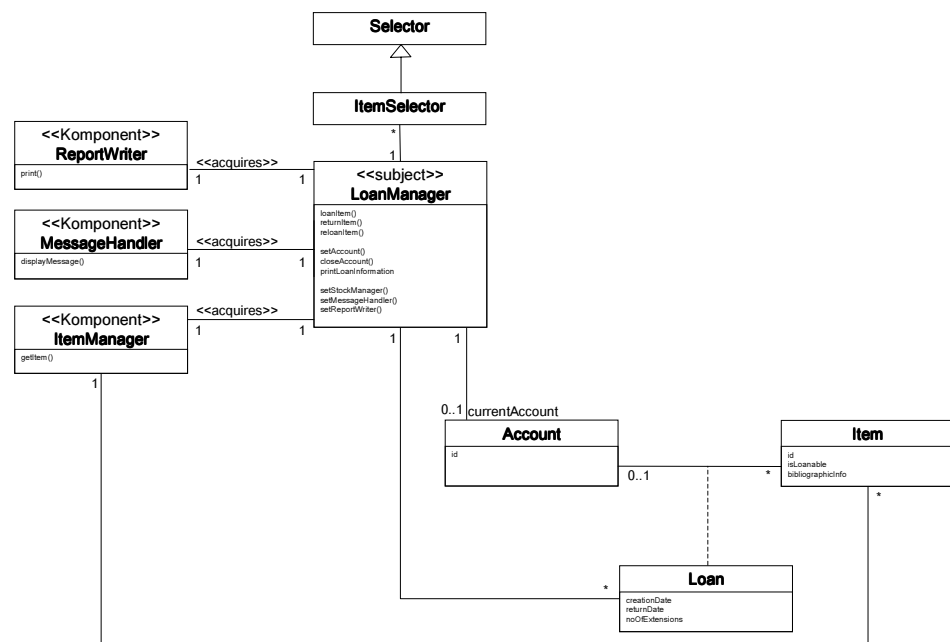 Selector
ItemSelector
*
1
<<Komponent>>
ReportWriter
print()
<<acquires>>
1
1
<<subject>>
LoanManager
loanItem()
returnItem()
reloanItem()
setAccount()
closeAccount()
printLoanInformation
setStockManager()
setMessageHandler()
setReportWriter()
<<Komponent>>
MessageHandler
displayMessage()
<<acquires>>
1
1
<<Komponent>>
ItemManager
getItem()
<<acquires>>
1
1
1
1
1
0..1 currentAccount
Account
id
0..1
*
Item
id
isLoanable
bibliographicInfo
*
*
Loan
creationDate
returnDate
noOfExtensions